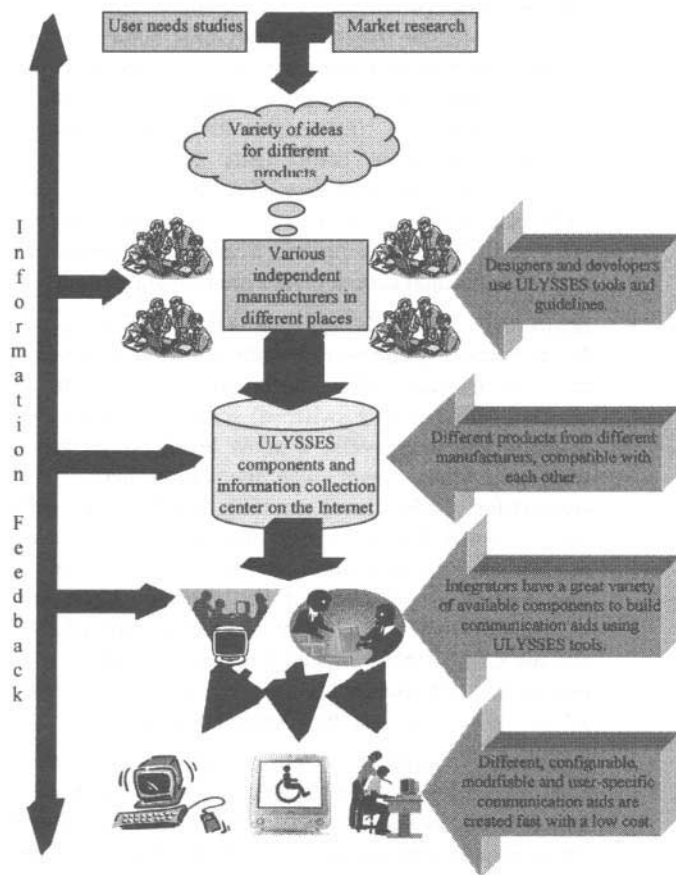 User needs studies
Market research
Variety of ideas
for different
products
Information Feedback
Various
independent
manufacturers in
different places
Designers and developers
use ULYSSES tools and
guidelines.
ULYSSES
components and
information collection
center on the Internet
Different products from different
manufacturers, compatible with
each other.
Integrators have a great variety
of available components to build
communication aids using
ULYSSES tools.
Different, configurable,
modifiable and user-specific
communication aids are
created fast with a low cost.